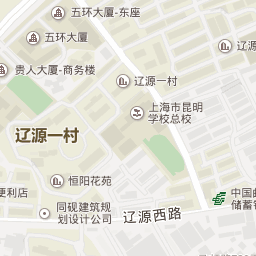 五环大厦-东座
五环大厦
贵人大厦-商务楼
辽源一村
上海市昆明
学校总校
辽源一村
恒阳花苑
便利店
同砚建筑规
划设计公司
辽源西路
中国邮
储蓄